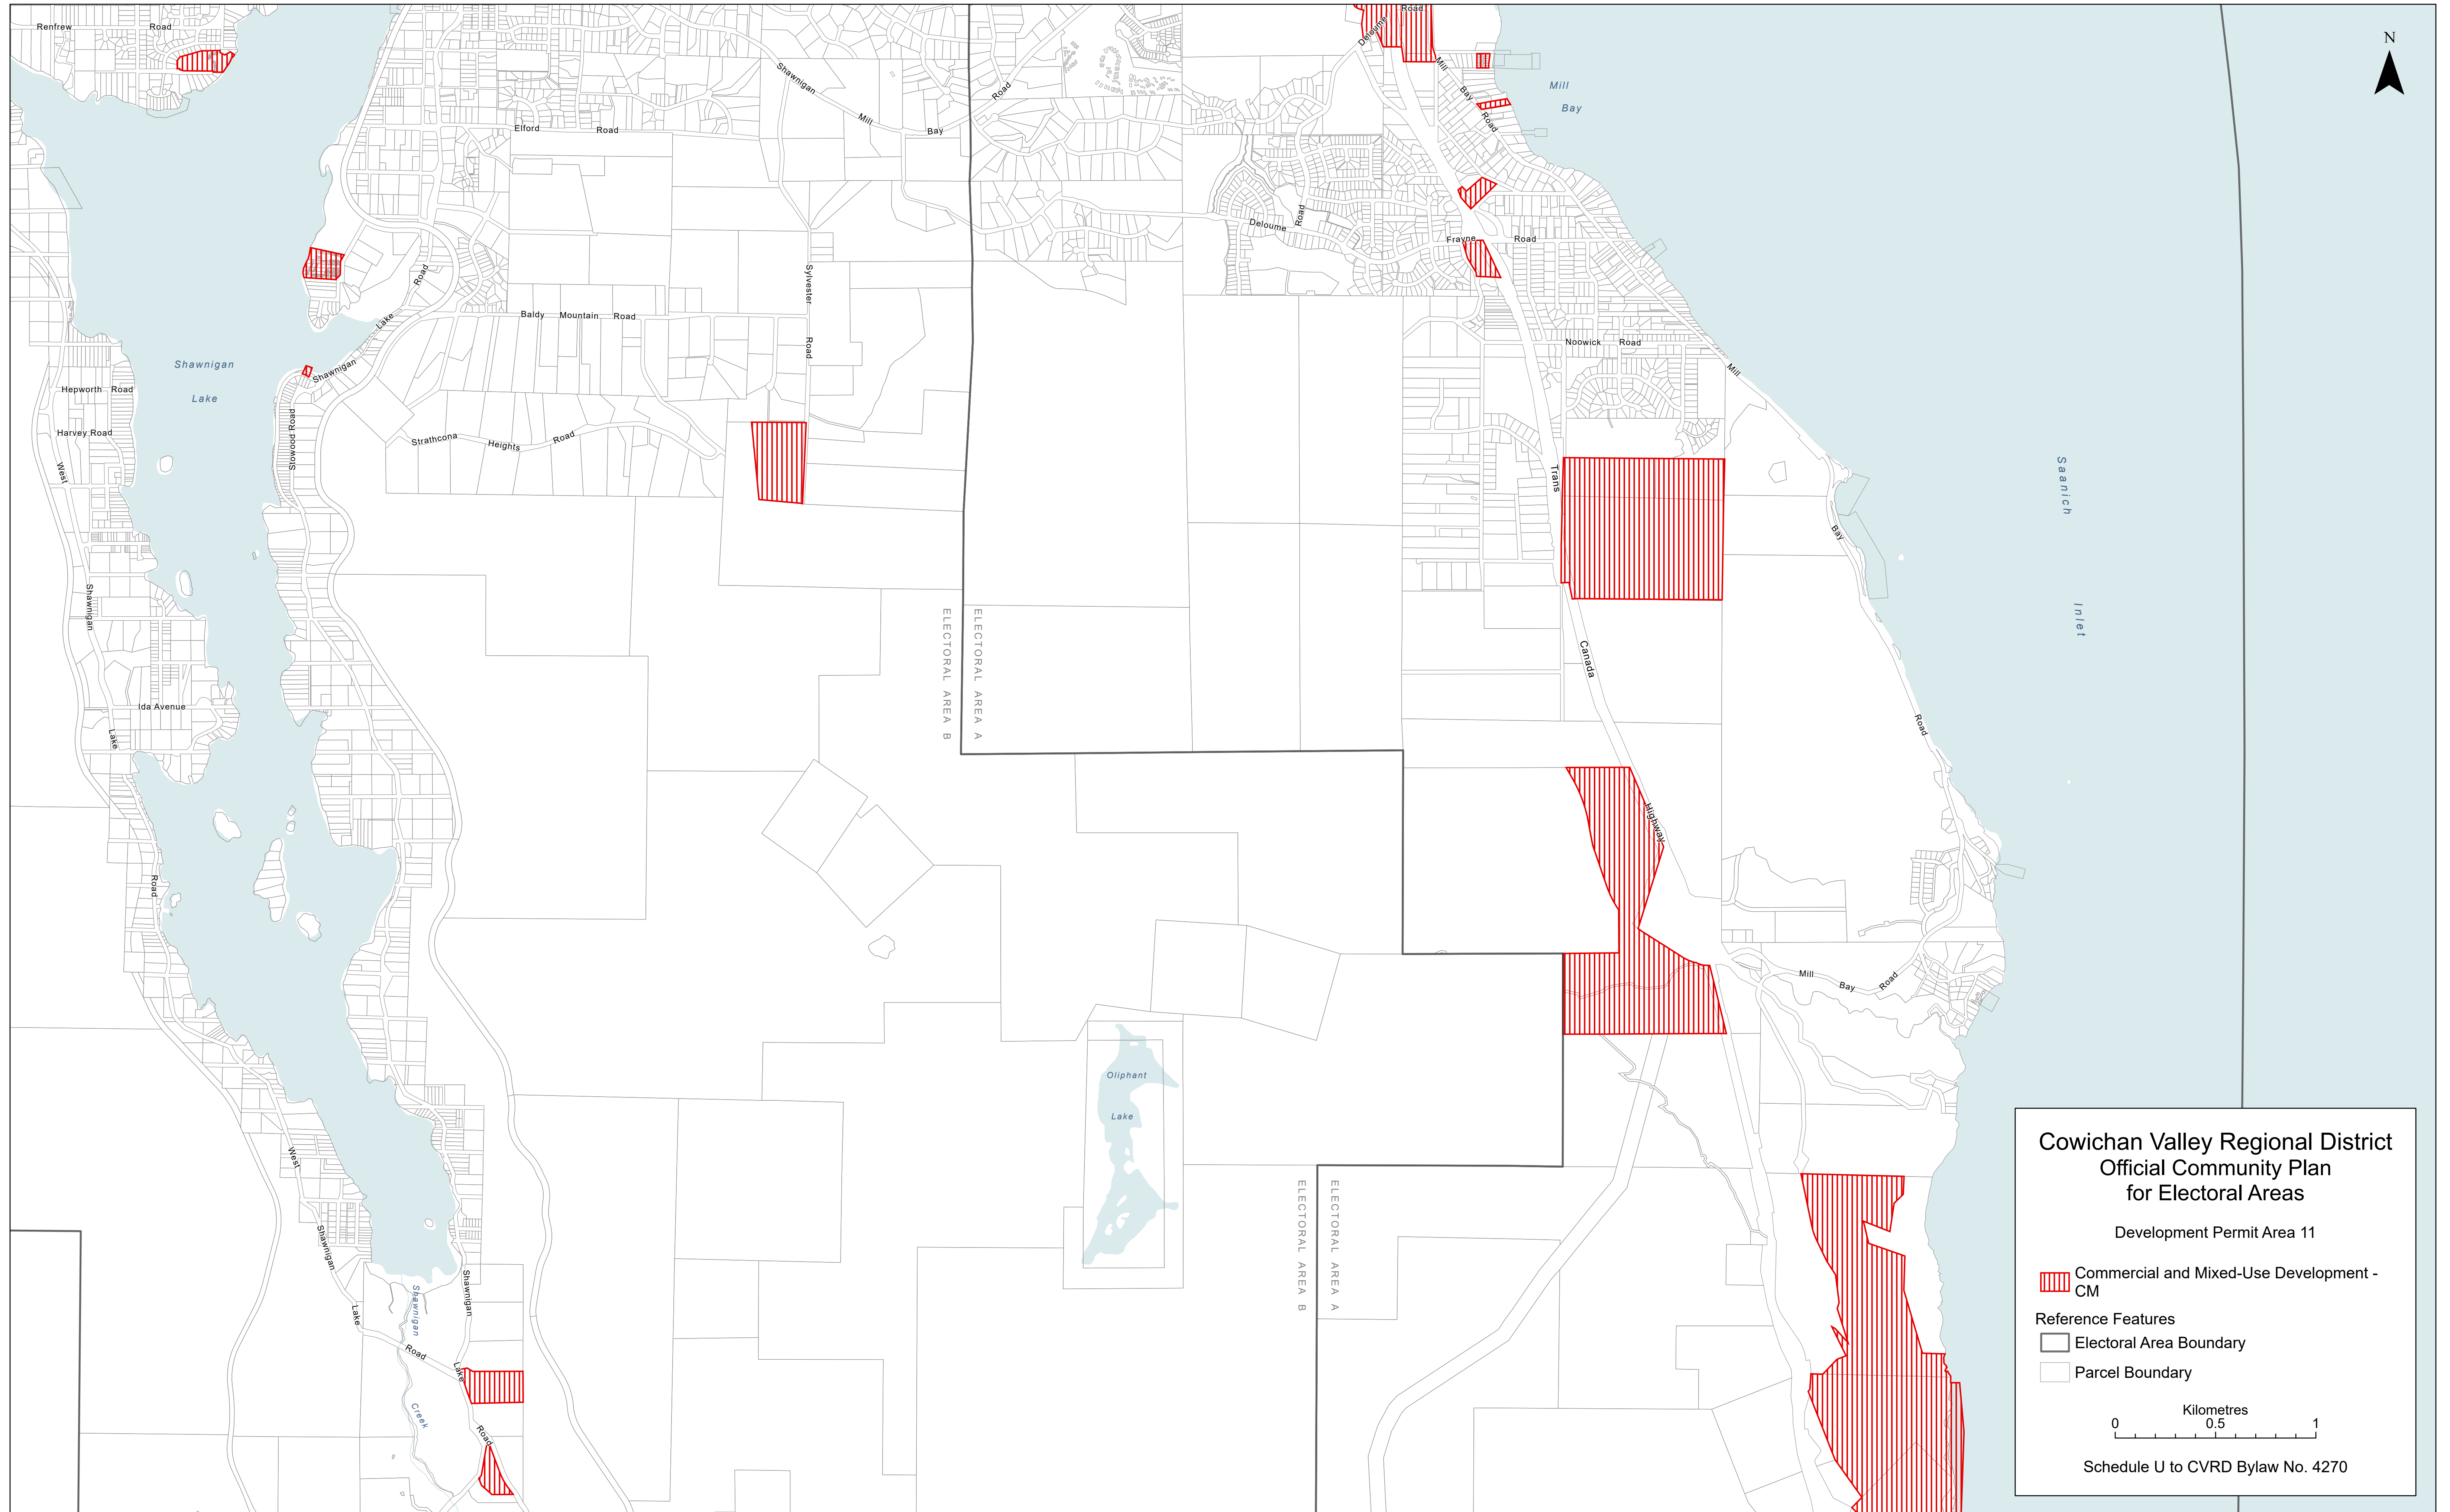 Renfrew Road
Road
Deloume
N
Shawnigan
Mill
Bay
Road
Mill
Bay
Road
Mill
Bay
Elford Road
Deloume
Road
Frayne Road
Road
Lake
Shawnigan
Sylvester
Road
Baldy Mountain Road
Noowick Road
Mill
Shawnigan
Lake
Hepworth Road
Harvey Road
Stowood Road
Strathcona
Heights
Road
West
Shawnigan
Lake
Road
Trans
Canada
Highway
Bay
Road
Saanich
Inlet
ELECTORAL AREA B
ELECTORAL AREA A
Ida Avenue
Mill
Bay
Road
Oliphant
Lake
West
Shawnigan
Lake
Road
Shawnigan
Creek
Shawnigan
Lake
Road
ELECTORAL AREA B
ELECTORAL AREA A
Cowichan Valley Regional District
Official Community Plan
for Electoral Areas
Development Permit Area 11
Commercial and Mixed-Use Development -
CM
Reference Features
Electoral Area Boundary
Parcel Boundary
Kilometres
0 0.5 1
Schedule U to CVRD Bylaw No. 4270